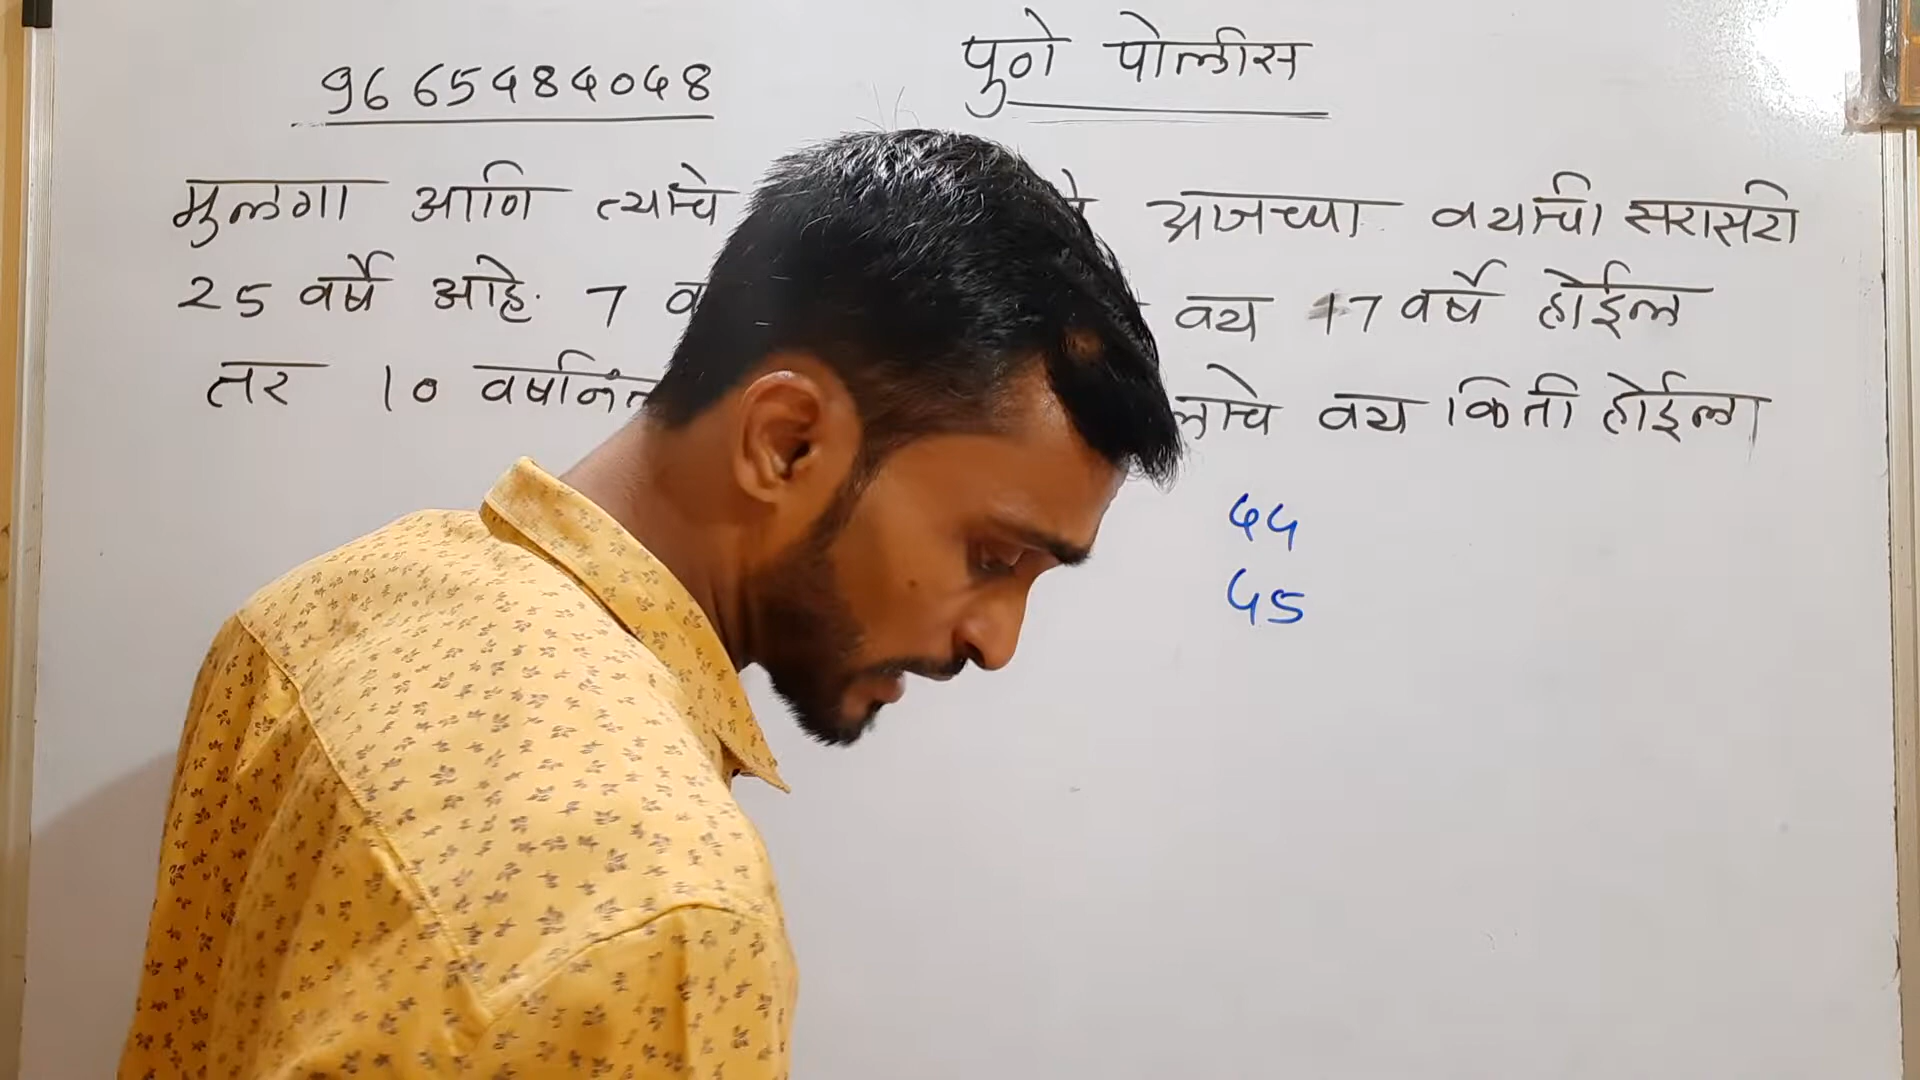 9665484048
पुणे पोलीस
मुलगा आणि त्याचे आजच्या वयाची सरासरी
25 वर्षे आहे. 7 वय 17 वर्षे होईल
तर 10 वय किती होईल
44
45